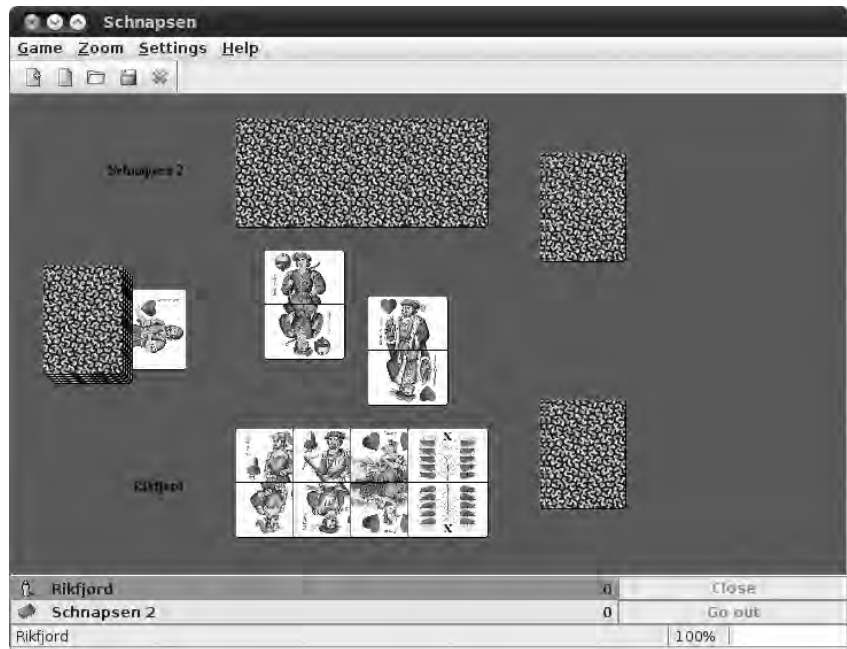 Schnapsen
Game Zoom Settings Help
Schnapsen 2
X
X
Rikfjord
Rikfjord 0 Close
Schnapsen 2 0 Go out
Rikfjord 100%